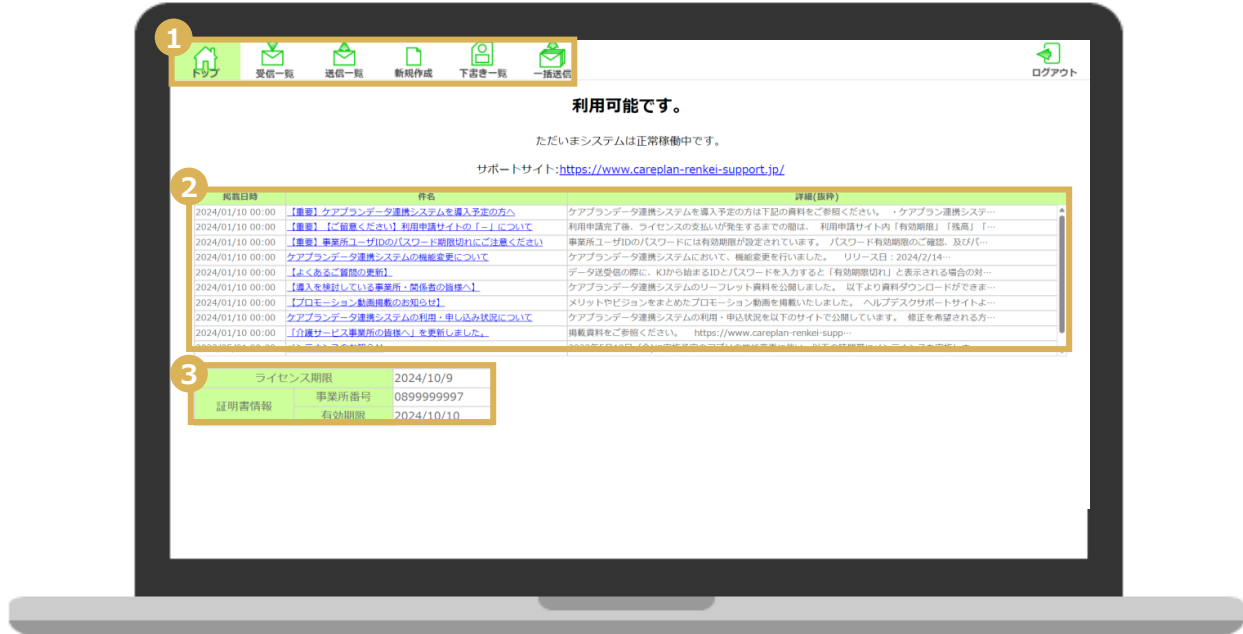 1
トップ 受信一覧 送信一覧 新規作成 下書き一覧 一括送信 ログアウト
利用可能です。
ただいまシステムは正常稼働中です。
サポートサイト:https://www.careplan-renkei-support.jp/
2
掲載日時 件名 詳細(抜粋)
2024/01/10 00:00 【重要】ケアプランデータ連携システムを導入予定の方へ ケアプランデータ連携システムを導入予定の方は下記の資料をご参照ください。 ・ケアプラン連携システ…
2024/01/10 00:00 【重要】【ご留意ください】利用申請サイトの「－」について 利用申請完了後、ライセンスの支払いが発生するまでの間は、 利用申請サイト内「有効期限」「残高」「…
2024/01/10 00:00 【重要】事業所ユーザIDのパスワード期限切れにご注意ください 事業所ユーザIDのパスワードには有効期限が設定されています。 パスワード有効期限のご確認、及びパ…
2024/01/10 00:00 ケアプランデータ連携システムの機能変更について ケアプランデータ連携システムにおいて、機能変更を行いました。 リリース日：2024/2/14…
2024/01/10 00:00 【よくあるご質問の更新】 データ送受信の際に、KJから始まるIDとパスワードを入力すると「有効期限切れ」と表示される場合の対…
2024/01/10 00:00 【導入を検討している事業所・関係者の皆様へ】 ケアプランデータ連携システムのリーフレット資料を公開しました。 以下より資料ダウンロードができま…
2024/01/10 00:00 【プロモーション動画掲載のお知らせ】 メリットやビジョンをまとめたプロモーション動画を掲載いたしました。 ヘルプデスクサポートサイトよ…
2024/01/10 00:00 ケアプランデータ連携システムの利用・申し込み状況について ケアプランデータ連携システムの利用・申込状況を以下のサイトで公開しています。 修正を希望される方…
2024/01/10 00:00 「介護サービス事業所の皆様へ」を更新しました。 掲載資料をご参照ください。 https://www.careplan-renkei-supp…
3
ライセンス期限 2024/10/9
証明書情報 事業所番号 0899999997
有効期限 2024/10/10